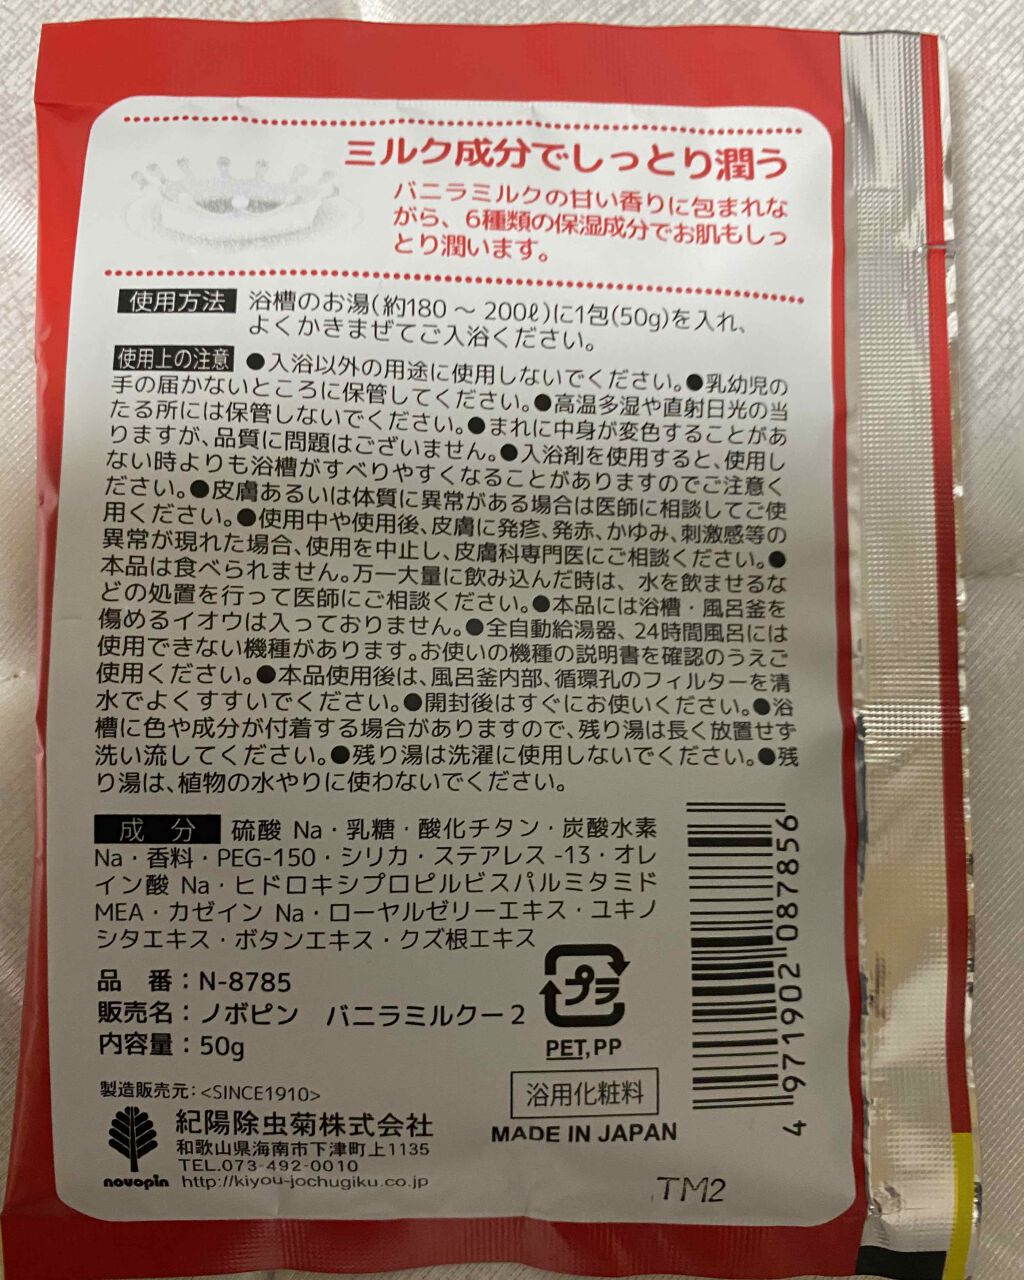 ミルク成分でしっとり潤う
バニラミルクの甘い香りに包まれな
がら、6種類の保湿成分でお肌もしっ
とり潤います。
使用方法 浴槽のお湯(約180 〜 200ℓ)に1包(50g)を入れ、
よくかきまぜてご入浴ください。
使用上の注意 ●入浴以外の用途に使用しないでください。●乳幼児の
手の届かないところに保管してください。●高温多湿や直射日光の当
たる所には保管しないでください。●まれに中身が変色することがあ
りますが、品質に問題はございません。●入浴剤を使用すると、使用し
ない時よりも浴槽がすべりやすくなることがありますのでご注意く
ださい。●皮膚あるいは体質に異常がある場合は医師に相談してご使
用ください。●使用中や使用後、皮膚に発疹、発赤、かゆみ、刺激感等の
異常が現れた場合、使用を中止し、皮膚科専門医にご相談ください。●
本品は食べられません。万一大量に飲み込んだ時は、水を飲ませるな
どの処置を行って医師にご相談ください。●本品には浴槽・風呂釜を
傷めるイオウは入っておりません。●全自動給湯器、24時間風呂には
使用できない機種があります。お使いの機種の説明書を確認のうえご
使用ください。●本品使用後は、風呂釜内部、循環孔のフィルターを清
水でよくすすいでください。●開封後はすぐにお使いください。●浴
槽に色や成分が付着する場合がありますので、残り湯は長く放置せず
洗い流してください。●残り湯は洗濯に使用しないでください。●残
り湯は、植物の水やりに使わないでください。
成 分 硫酸 Na・乳糖・酸化チタン・炭酸水素
Na・香料・PEG-150・シリカ・ステアレス -13・オレ
イン酸 Na・ヒドロキシプロピルビスパルミタミド
MEA・カゼイン Na・ローヤルゼリーエキス・ユキノ
シタエキス・ボタンエキス・クズ根エキス
品 番：N-8785
販売名：ノボピン バニラミルクー2
内容量：50g
プラ
PET, PP
4 971902 087856
製造販売元：<SINCE1910>
紀陽除虫菊株式会社
和歌山県海南市下津町上1135
TEL.073-492-0010
novopin http://kiyou-jochugiku.co.jp
浴用化粧料
MADE IN JAPAN
TM2